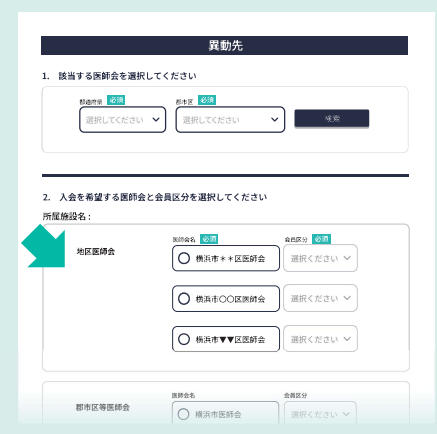 異動先
1. 該当する医師会を選択してください
都道府県 必須 郡市区 必須
選択してください 選択してください 検索
2. 入会を希望する医師会と会員区分を選択してください
所属施設名:
医師会名 必須 会員区分 必須
地区医師会 横浜市**区医師会 選択ください
横浜市〇〇区医師会 選択ください
横浜市▼▼区医師会 選択ください
医師会名 会員区分
郡市区等医師会 横浜市医師会 選択ください